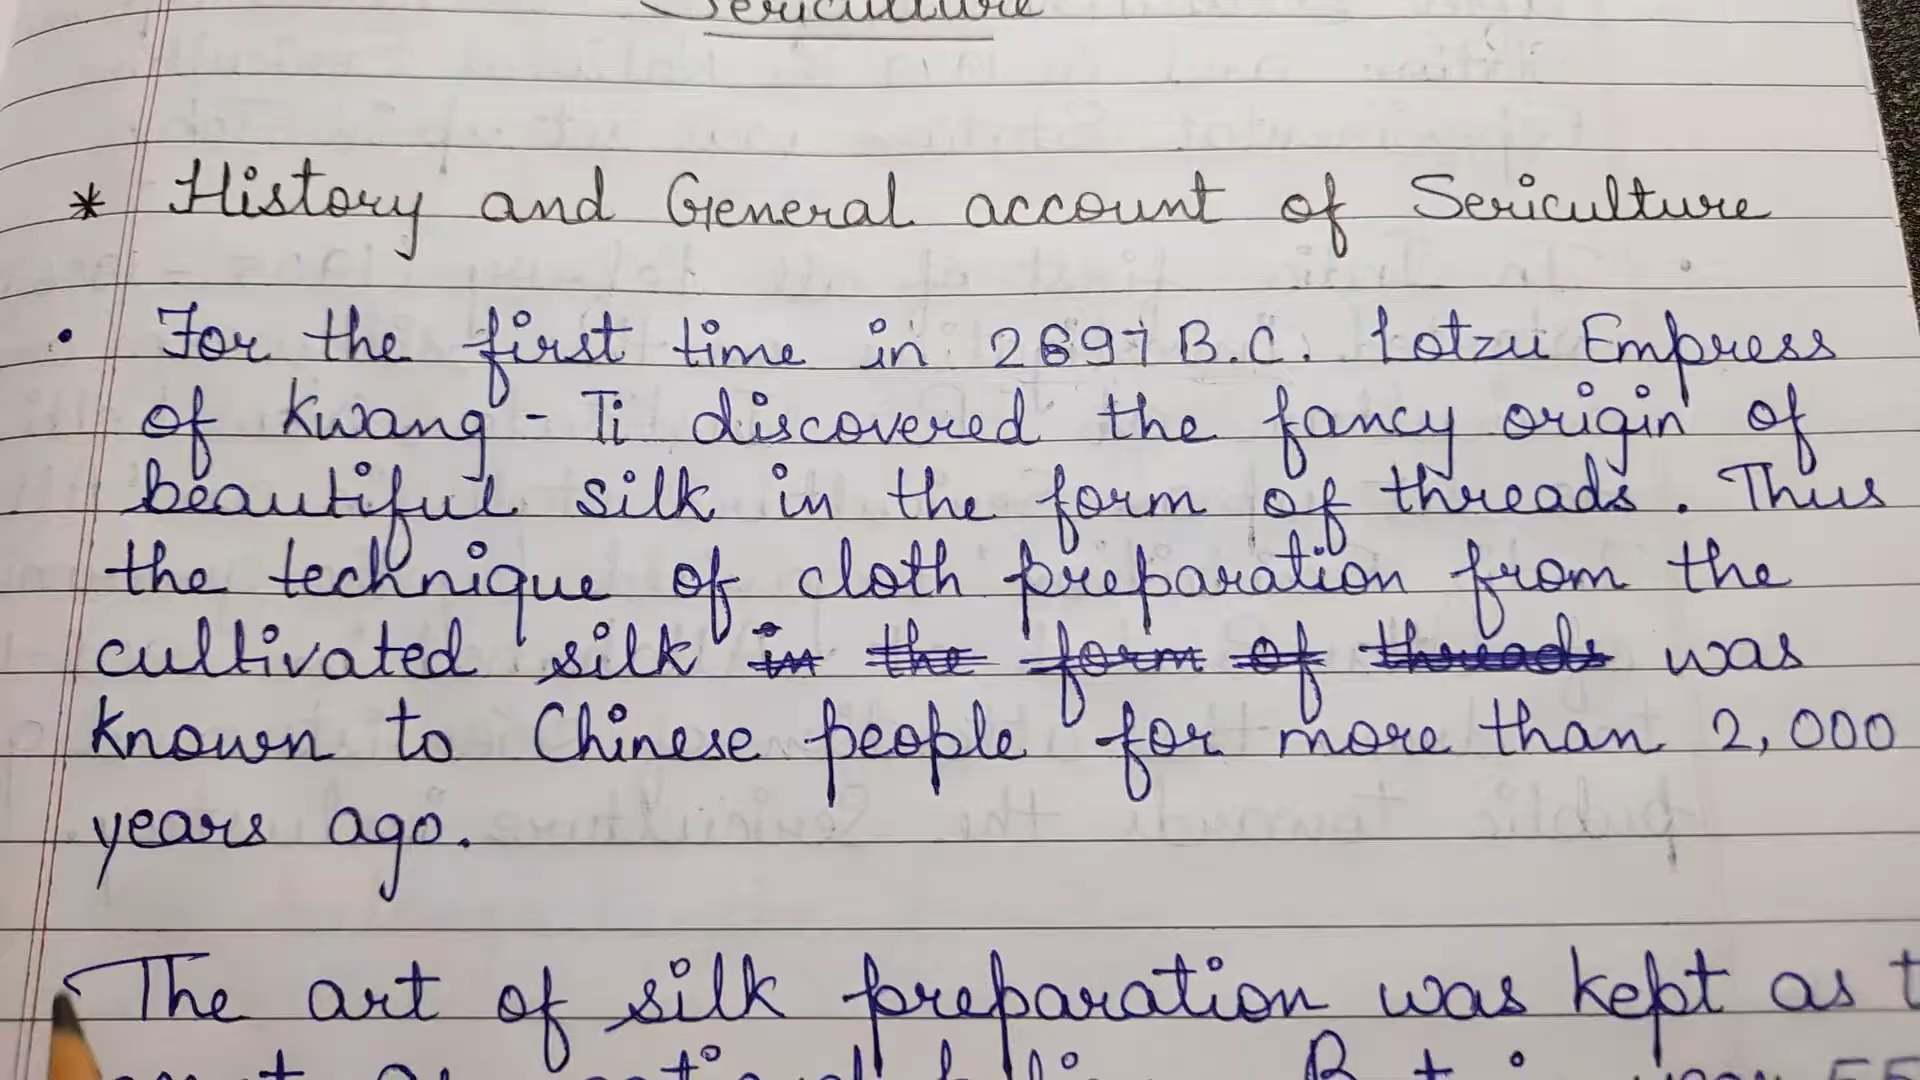 Sericulture
* History and General account of Sericulture
• For the first time in 2697 B.C. Lotzu Empress
of Kwang - Ti discovered the fancy origin of
beautiful silk in the form of threads. Thus
the technique of cloth preparation from the
cultivated silk in the form of threads was
known to Chinese people for more than 2,000
years ago.
The art of silk preparation was kept as